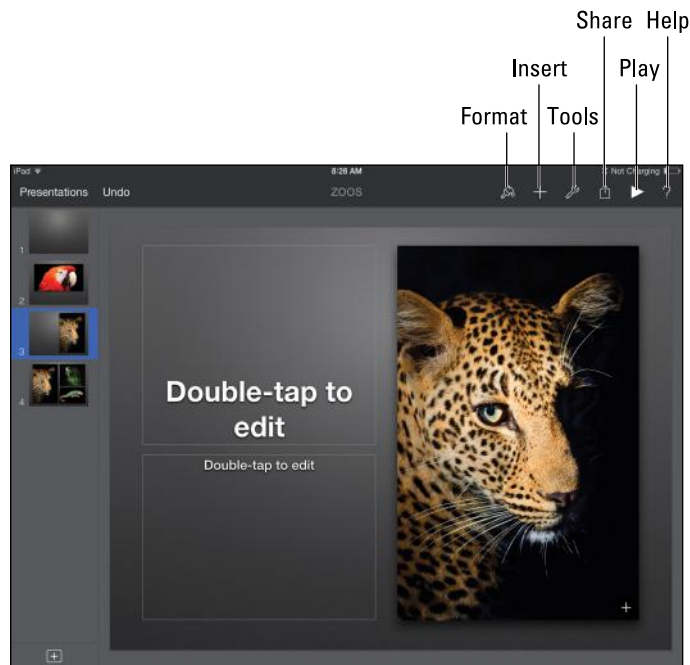 Share Help
Insert Play
Format Tools
iPad 8:28 AM Not Charging
Presentations Undo ZOOS
1
2
3
4
Double-tap to
edit
Double-tap to edit